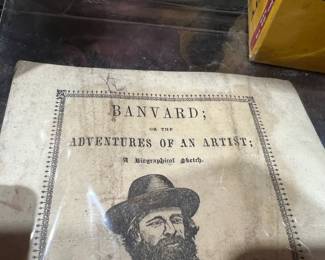 BANVARD;
OR THE
ADVENTURES OF AN ARTIST;
A Biographical Sketch.